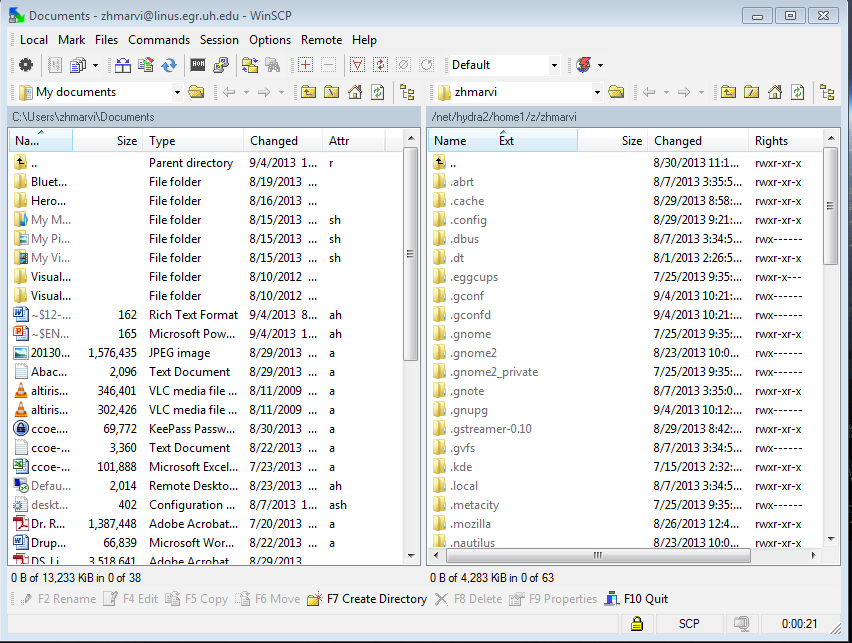 Documents - zhmarvi@linus.egr.uh.edu - WinSCP
Local Mark Files Commands Session Options Remote Help
Default
My documents zhmarvi
C:\Users\zhmarvi\Documents /net/hydra2/home1/z/zhmarvi
Na... Size Type Changed Attr Name Ext Size Changed Rights
.. Parent directory 9/4/2013 1... r .. 8/30/2013 11:1... rwxr-xr-x
Bluet... File folder 8/19/2013 ... .abrt 8/7/2013 3:35:5... rwxr-xr-x
Hero... File folder 8/16/2013 ... .cache 8/29/2013 8:58:... rwxr-xr-x
My M... File folder 8/15/2013 ... sh .config 8/29/2013 9:21:... rwxr-xr-x
My Pi... File folder 8/15/2013 ... sh .dbus 8/7/2013 3:34:5... rwx------
My Vi... File folder 8/15/2013 ... sh .dt 8/1/2013 2:26:5... rwxr-xr-x
Visual... File folder 8/10/2012 ... .eggcups 7/25/2013 9:35:... rwxr-x---
Visual... File folder 8/10/2012 ... .gconf 9/4/2013 10:21:... rwx------
~$12-... 162 Rich Text Format 9/4/2013 8... ah .gconfd 9/4/2013 10:21:... rwx------
~$EN... 165 Microsoft Pow... 9/4/2013 1... ah .gnome 7/25/2013 9:35:... rwxr-xr-x
20130... 1,576,435 JPEG image 8/29/2013 ... a .gnome2 8/23/2013 10:0... rwx------
Abac... 2,096 Text Document 8/29/2013 ... a .gnome2_private 7/25/2013 9:35:... rwx------
altiris... 346,401 VLC media file ... 8/11/2009 ... a .gnote 8/7/2013 3:35:0... rwxr-xr-x
altiris... 302,426 VLC media file ... 8/11/2009 ... a .gnupg 9/4/2013 10:12:... rwx------
ccoe.... 69,772 KeePass Passw... 8/30/2013 ... a .gstreamer-0.10 8/29/2013 8:42:... rwxr-xr-x
ccoe-... 3,360 Text Document 8/22/2013 ... a .gvfs 8/7/2013 3:34:5... rwx------
ccoe-... 101,888 Microsoft Excel... 7/23/2013 ... a .kde 7/15/2013 2:32:... rwxr-xr-x
Defau... 2,014 Remote Deskto... 8/23/2013 ... ah .local 8/7/2013 3:34:5... rwxr-xr-x
deskt... 402 Configuration ... 8/7/2013 1... ash .metacity 7/25/2013 9:35:... rwx------
Dr. R... 1,387,448 Adobe Acrobat... 7/20/2013 ... a .mozilla 8/26/2013 12:4... rwxr-xr-x
Drup... 66,839 Microsoft Wor... 8/22/2013 ... a .nautilus 8/23/2013 10:0... rwxr-xr-x
DS Li... 3,518,641 Adobe Acrobat... 8/29/2013 ...
0 B of 13,233 KiB in 0 of 38 0 B of 4,283 KiB in 0 of 63
F2 Rename F4 Edit F5 Copy F6 Move F7 Create Directory F8 Delete F9 Properties F10 Quit
SCP 0:00:21